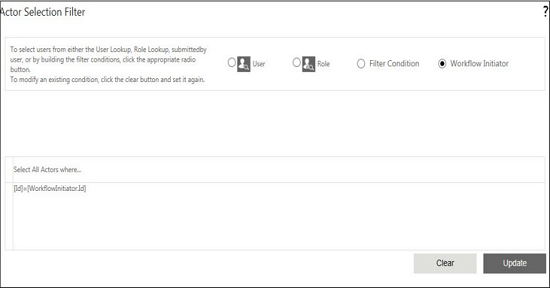 Actor Selection Filter ?
To select users from either the User Lookup, Role Lookup, submittedby
user, or by building the filter conditions, click the appropriate radio
button.
To modify an existing condition, click the clear button and set it again.
User Role Filter Condition Workflow Initiator
Select All Actors where...
[Id]=[WorkflowInitiator.Id]
Clear Update